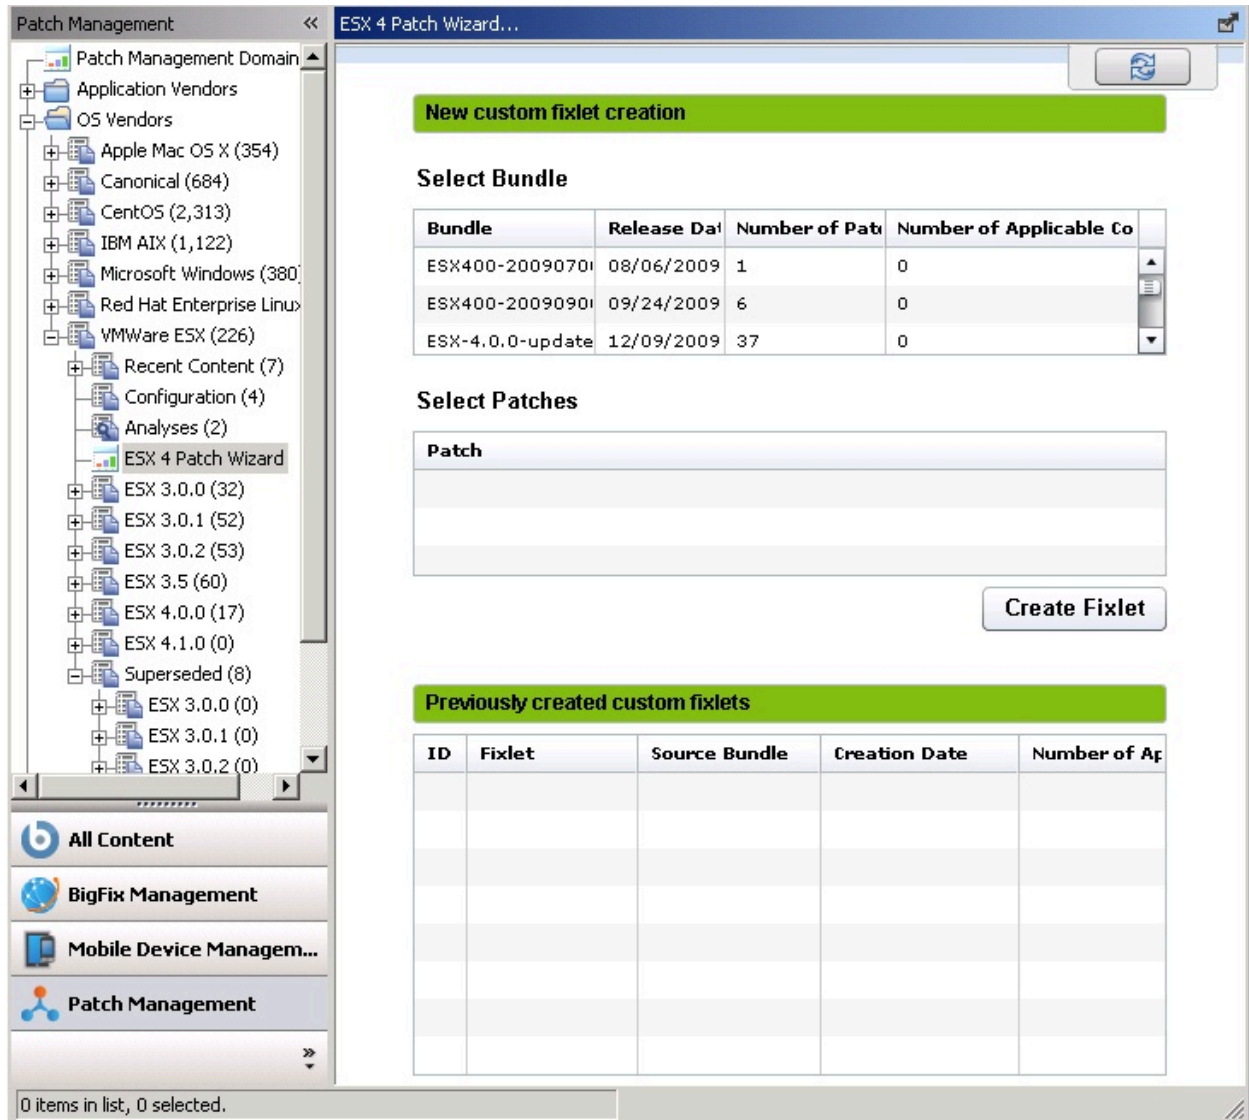 Patch Management
Patch Management Domain
Application Vendors
OS Vendors
Apple Mac OS X (354)
Canonical (684)
CentOS (2,313)
IBM AIX (1,122)
Microsoft Windows (380)
Red Hat Enterprise Linux
VMWare ESX (226)
Recent Content (7)
Configuration (4)
Analyses (2)
ESX 4 Patch Wizard
ESX 3.0.0 (32)
ESX 3.0.1 (52)
ESX 3.0.2 (53)
ESX 3.5 (60)
ESX 4.0.0 (17)
ESX 4.1.0 (0)
Superseded (8)
ESX 3.0.0 (0)
ESX 3.0.1 (0)
ESX 3.0.2 (0)
All Content
BigFix Management
Mobile Device Managem...
Patch Management
0 items in list, 0 selected.
ESX 4 Patch Wizard...
New custom fixlet creation
Select Bundle
Bundle Release Dat Number of Patc Number of Applicable Co
ESX400-2009070 08/06/2009 1 0
ESX400-2009090 09/24/2009 6 0
ESX-4.0.0-update 12/09/2009 37 0
Select Patches
Patch
Create Fixlet
Previously created custom fixlets
ID Fixlet Source Bundle Creation Date Number of Ap